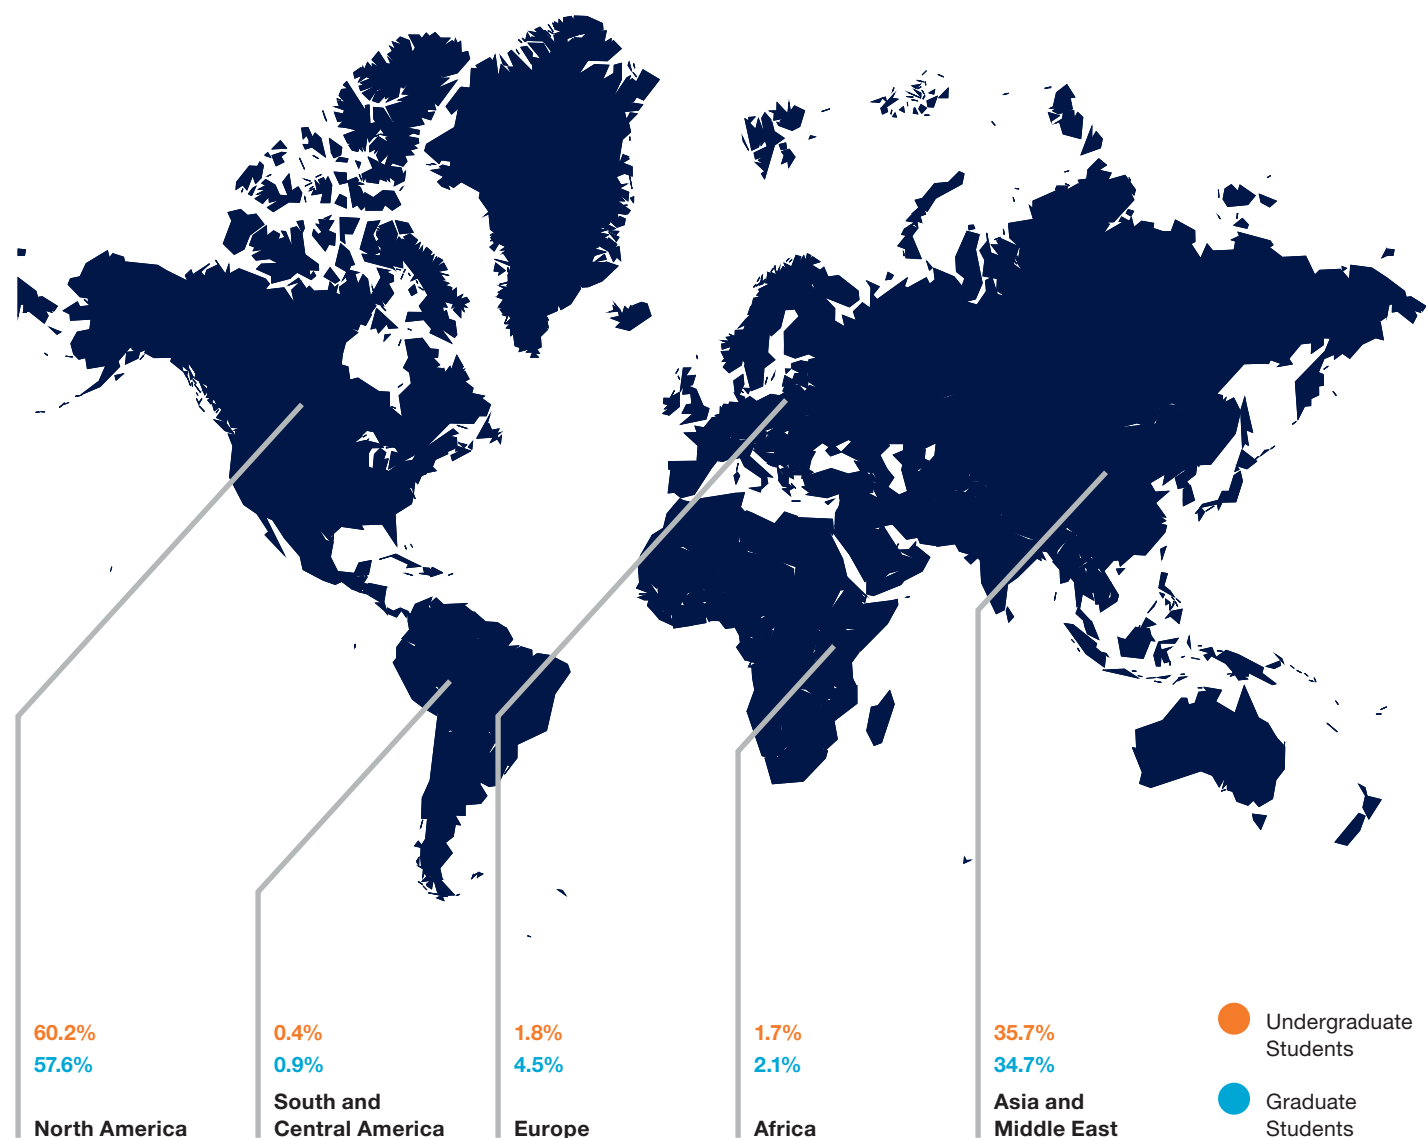 60.2%
57.6%
North America
0.4%
0.9%
South and
Central America
1.8%
4.5%
Europe
1.7%
2.1%
Africa
35.7%
34.7%
Asia and
Middle East
Undergraduate
Students
Graduate
Students